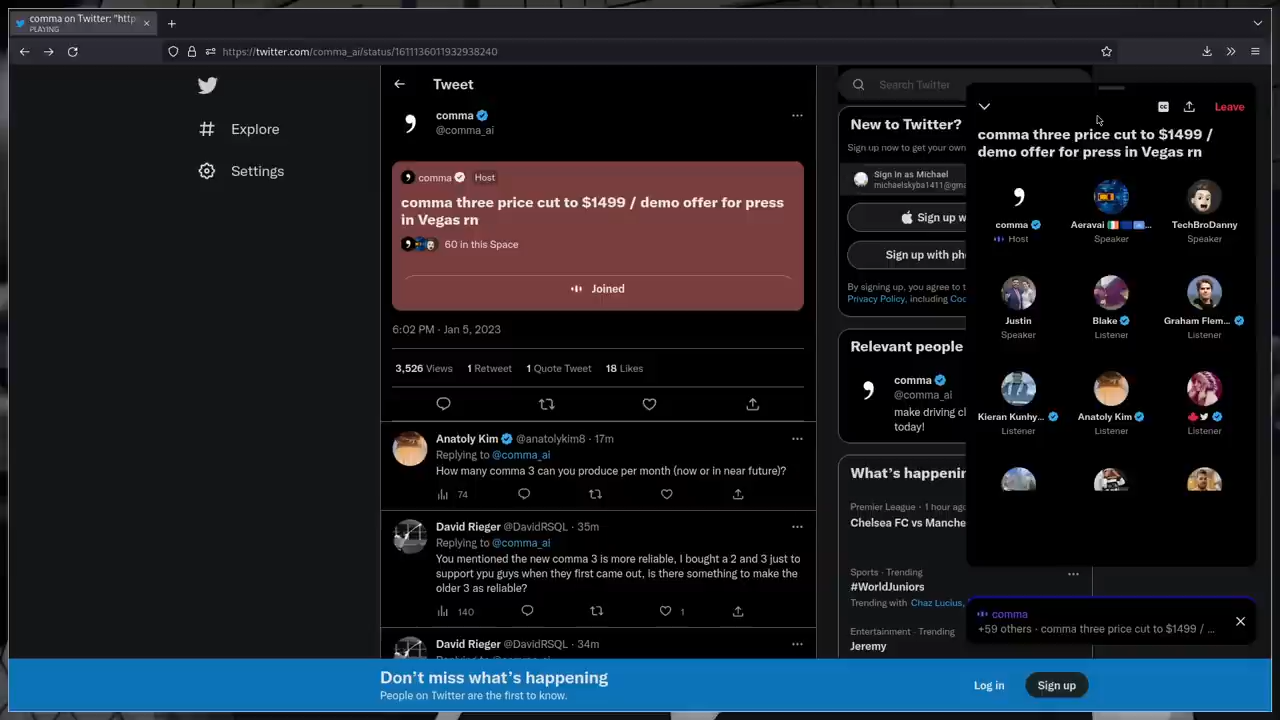 comma on Twitter: "http
PLAYING
https://twitter.com/comma_ai/status/1611136011932938240
Explore
Settings
Tweet
comma
@comma_ai
comma Host
comma three price cut to $1499 / demo offer for press
in Vegas rn
60 in this Space
Joined
6:02 PM · Jan 5, 2023
3,526 Views 1 Retweet 1 Quote Tweet 18 Likes
Anatoly Kim @anatolykim8 · 17m
Replying to @comma_ai
How many comma 3 can you produce per month (now or in near future)?
74
David Rieger @DavidRSQL · 35m
Replying to @comma_ai
You mentioned the new comma 3 is more reliable, I bought a 2 and 3 just to
support ypu guys when they first came out, is there something to make the
older 3 as reliable?
140 1
David Rieger @DavidRSQL · 34m
Search Twitter
New to Twitter?
Sign up now to get your own
Sign in as Michael
michaelskyba1411@gma
Sign up w
Sign up with pho
By signing up, you agree to t
Privacy Policy, including Coo
Relevant people
comma
@comma_ai
make driving cl
today!
What's happenin
Premier League · 1 hour ago
Chelsea FC vs Manche
Sports · Trending
#WorldJuniors
Trending with Chaz Lucius,
Entertainment · Trending
Jeremy
CC
Leave
comma three price cut to $1499 /
demo offer for press in Vegas rn
comma Aeravai ... TechBroDanny
Host Speaker Speaker
Justin Blake Graham Flem...
Speaker Listener Listener
Kieran Kunhy... Anatoly Kim
Listener Listener Listener
comma
+59 others · comma three price cut to $1499 / ...
Don't miss what's happening
People on Twitter are the first to know.
Log in
Sign up